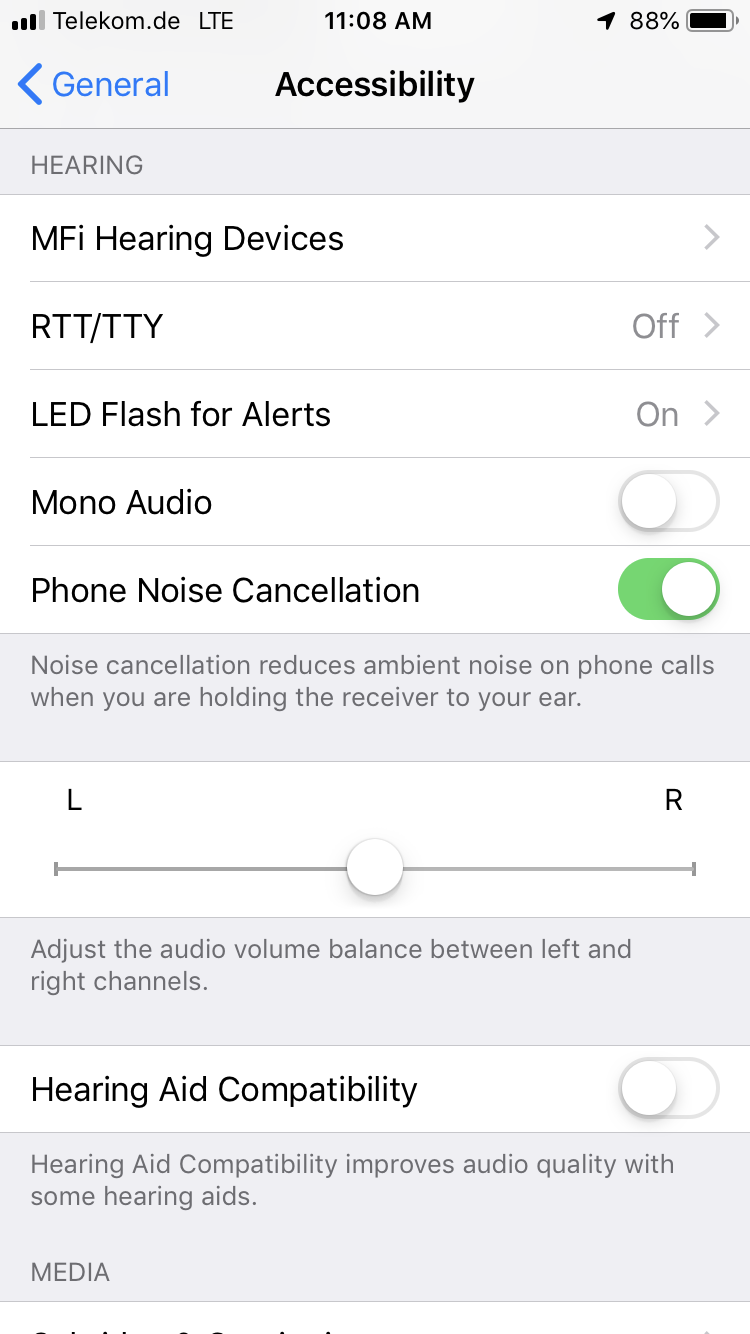 Telekom.de LTE 11:08 AM 88%
General Accessibility
HEARING
MFi Hearing Devices
RTT/TTY Off
LED Flash for Alerts On
Mono Audio
Phone Noise Cancellation
Noise cancellation reduces ambient noise on phone calls
when you are holding the receiver to your ear.
L R
Adjust the audio volume balance between left and
right channels.
Hearing Aid Compatibility
Hearing Aid Compatibility improves audio quality with
some hearing aids.
MEDIA